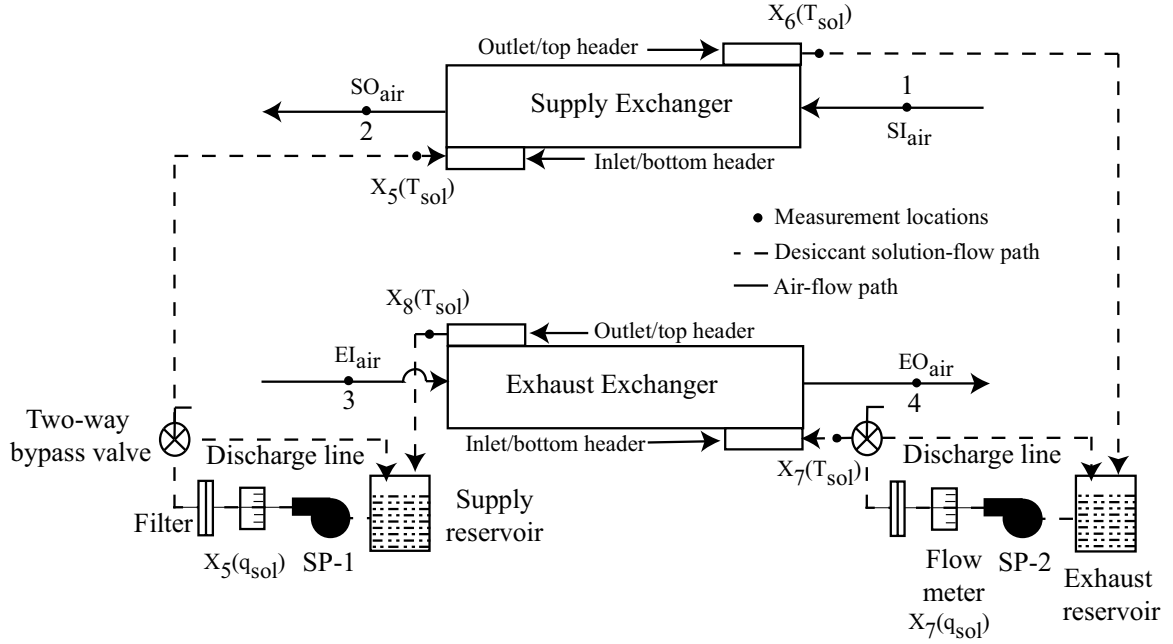 X6(Tsol)
Outlet/top header
SOair
2
Supply Exchanger
1
SIair
Inlet/bottom header
X5(Tsol)
Measurement locations
Desiccant solution-flow path
Air-flow path
X8(Tsol)
Outlet/top header
EIair
3
Exhaust Exchanger
EOair
4
Two-way
bypass valve
Inlet/bottom header
Discharge line
X7(Tsol)
Discharge line
Filter
Supply
reservoir
X5(qsol)
SP-1
Flow
meter
X7(qsol)
SP-2
Exhaust
reservoir